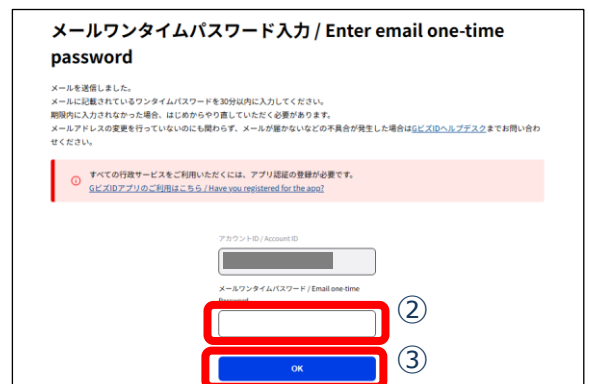 メールワンタイムパスワード入力 / Enter email one-time
password
メールを送信しました。
メールに記載されているワンタイムパスワードを30分以内に入力してください。
期限内に入力されなかった場合、はじめからやり直していただく必要があります。
メールアドレスの変更を行っていないのにも関わらず、メールが届かないなどの不具合が発生した場合はGビズIDヘルプデスクまでお問い合わ
せください。
すべての行政サービスをご利用いただくには、アプリ認証の登録が必要です。
GビズIDアプリのご利用はこちら / Have you registered for the app?
アカウントID / Account ID
メールワンタイムパスワード / Email one-time
Password
②
OK
③